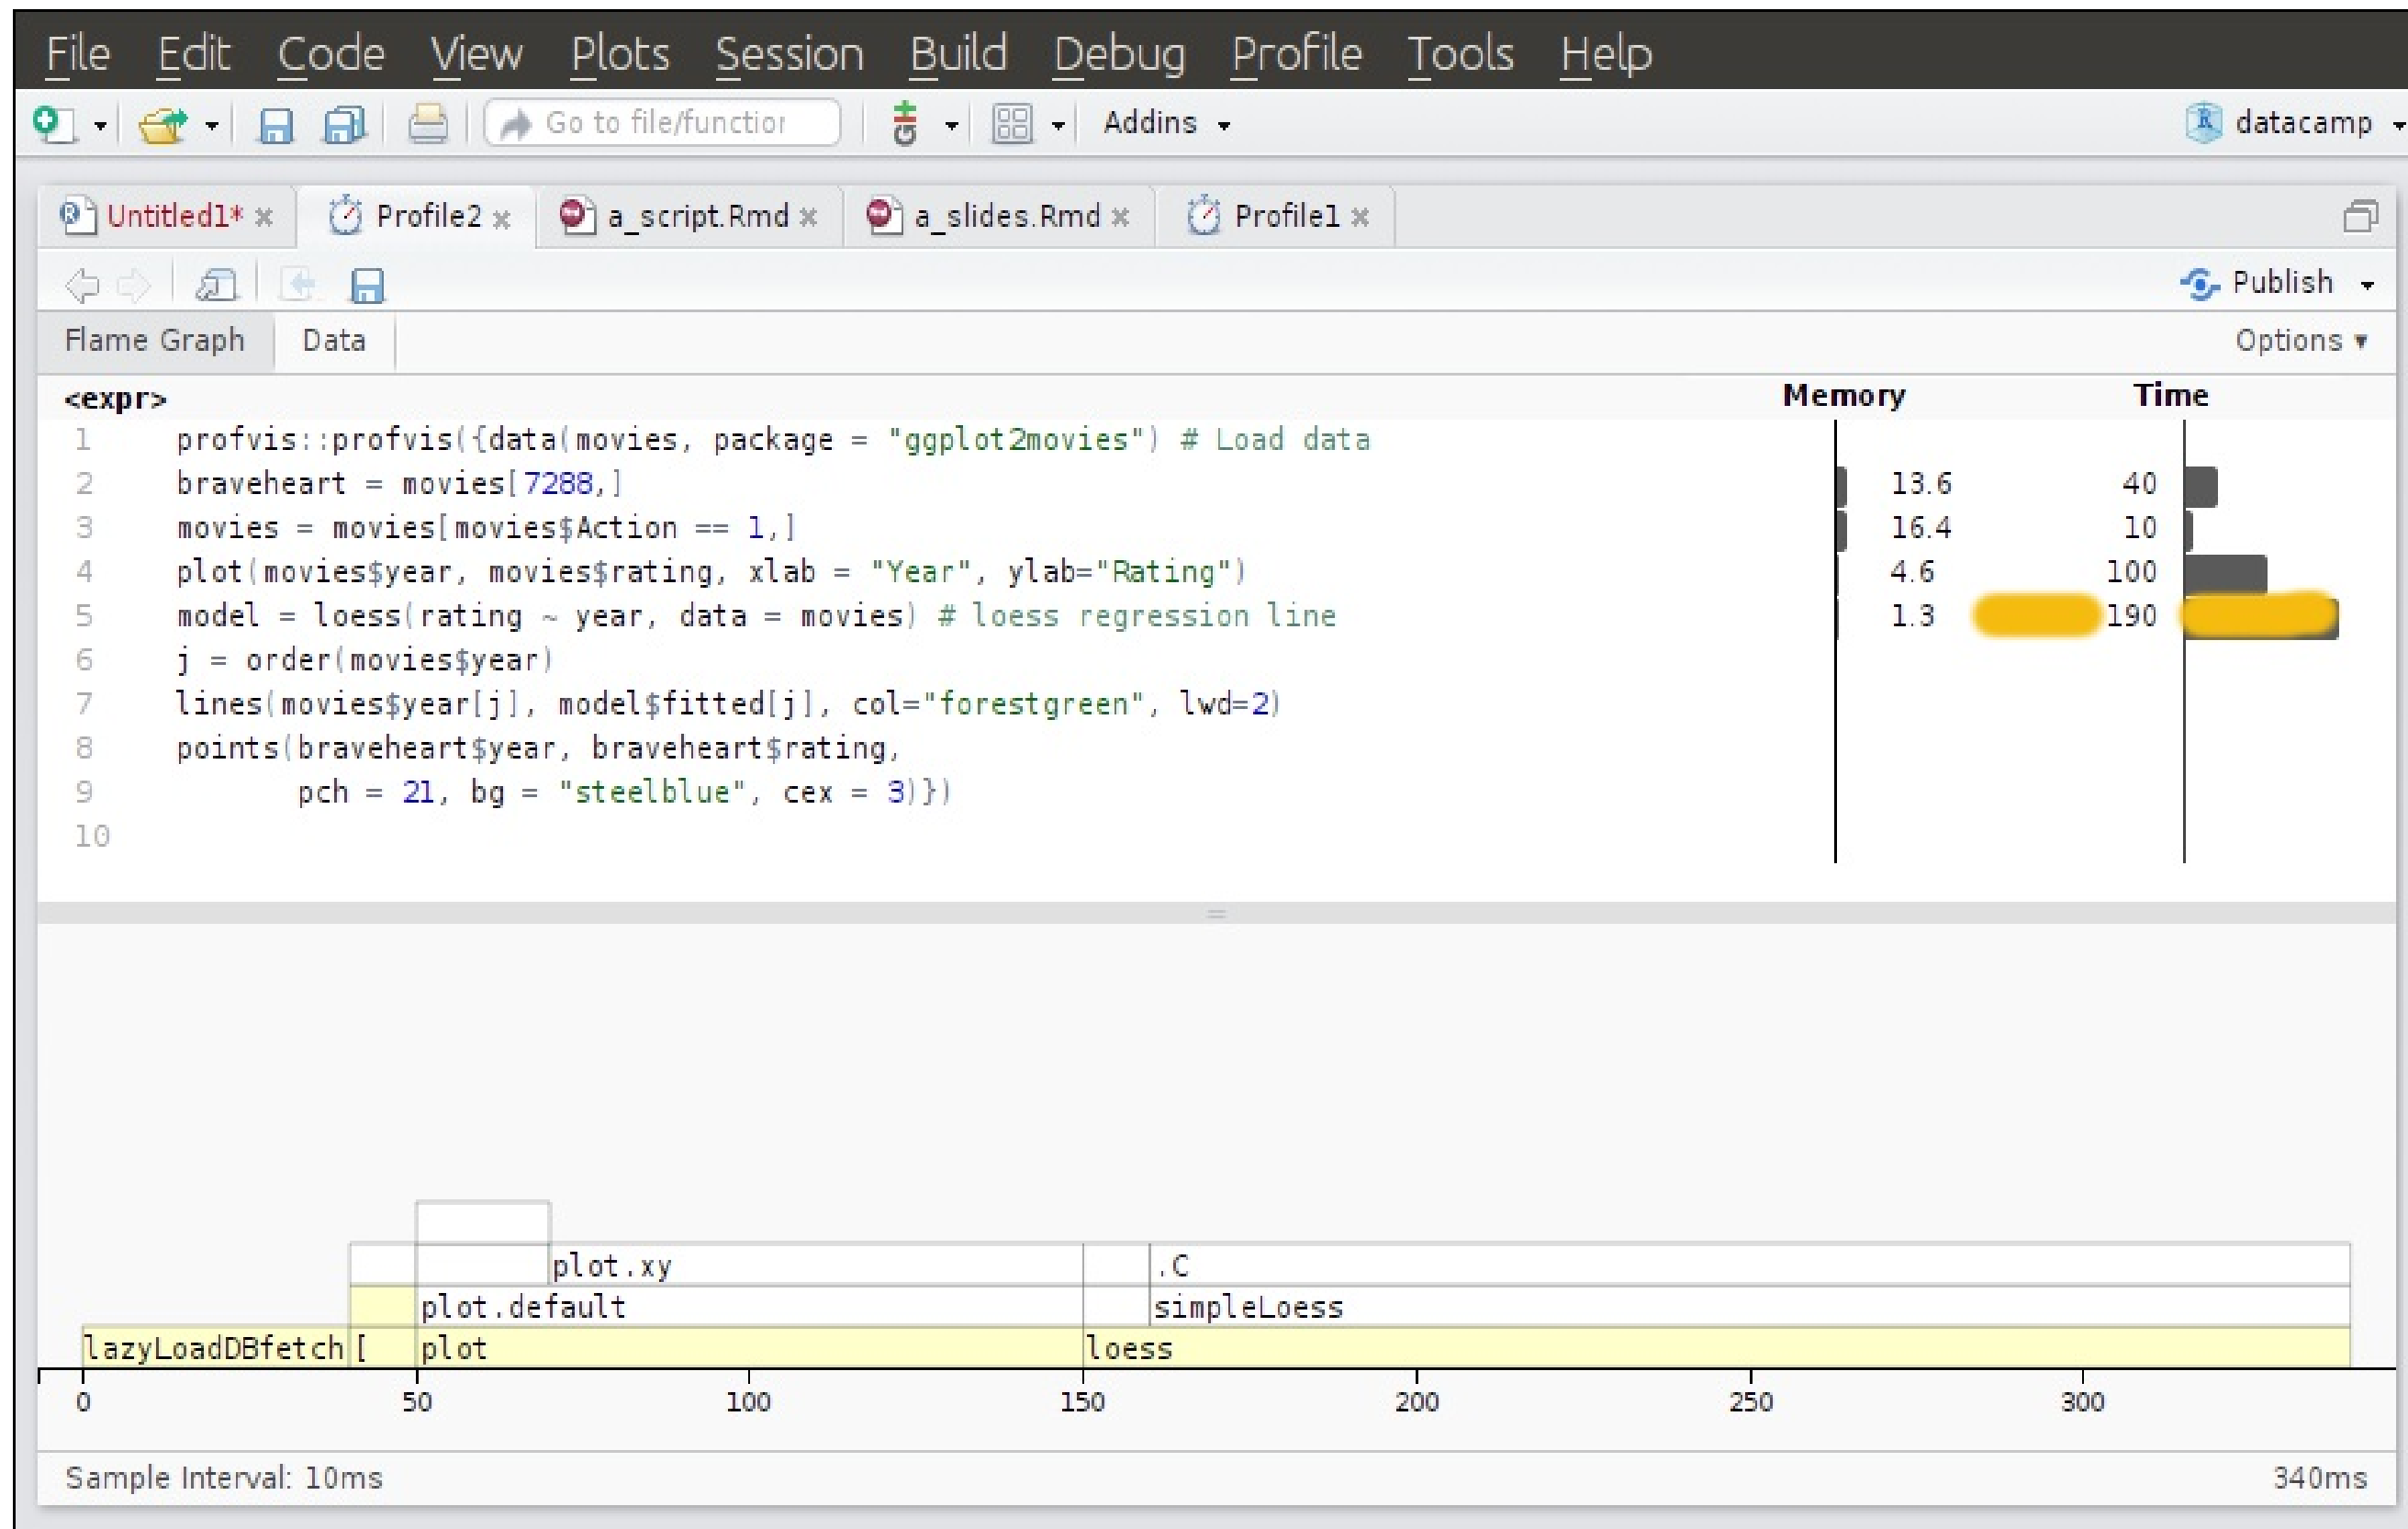 File Edit Code View Plots Session Build Debug Profile Tools Help
Go to file/function Addins datacamp
Untitled1* Profile2 a_script.Rmd a_slides.Rmd Profile1
Publish
Flame Graph Data Options
<expr> Memory Time
1 profvis::profvis({data(movies, package = "ggplot2movies") # Load data
2 braveheart = movies[7288,] 13.6 40
3 movies = movies[movies$Action == 1,] 16.4 10
4 plot(movies$year, movies$rating, xlab = "Year", ylab="Rating") 4.6 100
5 model = loess(rating ~ year, data = movies) # loess regression line 1.3 190
6 j = order(movies$year)
7 lines(movies$year[j], model$fitted[j], col="forestgreen", lwd=2)
8 points(braveheart$year, braveheart$rating,
9 pch = 21, bg = "steelblue", cex = 3)})
10
plot.xy .C
plot.default simpleLoess
lazyLoadDBfetch [ plot loess
0 50 100 150 200 250 300
Sample Interval: 10ms 340ms